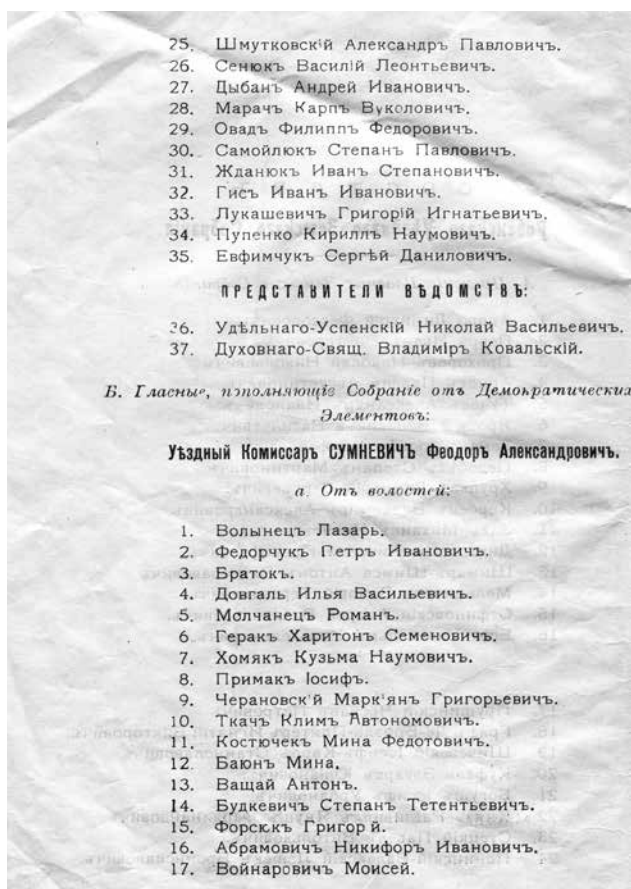 25. Шмутковскій Александръ Павловичъ.
26. Сенюкъ Василій Леонтьевичъ.
27. Дыбанъ Андрей Ивановичъ.
28. Марачъ Карпъ Вуколовичъ.
29. Овадъ Филиппъ Федоровичъ.
30. Самойлюкъ Степанъ Павловичъ.
31. Жданюкъ Иванъ Степановичъ.
32. Гисъ Иванъ Ивановичъ.
33. Лукашевичъ Григорій Игнатьевичъ.
34. Пупенко Кириллъ Наумовичъ.
35. Евфимчукъ Сергѣй Даниловичъ.
ПРЕДСТАВИТЕЛИ ВѢДОМСТВЪ:
36. Удѣльнаго-Успенскій Николай Васильевичъ.
37. Духовнаго-Свящ. Владиміръ Ковальскій.
Б. Гласные, пополняющіе Собраніе отъ Демократическихъ
Элементовъ:
Уѣздный Комиссаръ СУМНЕВИЧЪ Феодоръ Александровичъ.
а. Отъ волостей:
1. Волынецъ Лазарь.
2. Федорчукъ Петръ Ивановичъ.
3. Братокъ.
4. Довгаль Илья Васильевичъ.
5. Молчанецъ Романъ.
6. Геракъ Харитонъ Семеновичъ.
7. Хомякъ Кузьма Наумовичъ.
8. Примакъ Іосифъ.
9. Черановск'й Марк'янъ Григорьевичъ.
10. Ткачъ Климъ Автономовичъ.
11. Костючекъ Мина Федотовичъ.
12. Баюнъ Мина.
13. Ващай Антонъ.
14. Будкевичъ Степанъ Тетентьевичъ.
15. Форсюкъ Григор й.
16. Абрамовичъ Никифоръ Ивановичъ.
17. Войнаровичъ Моисей.